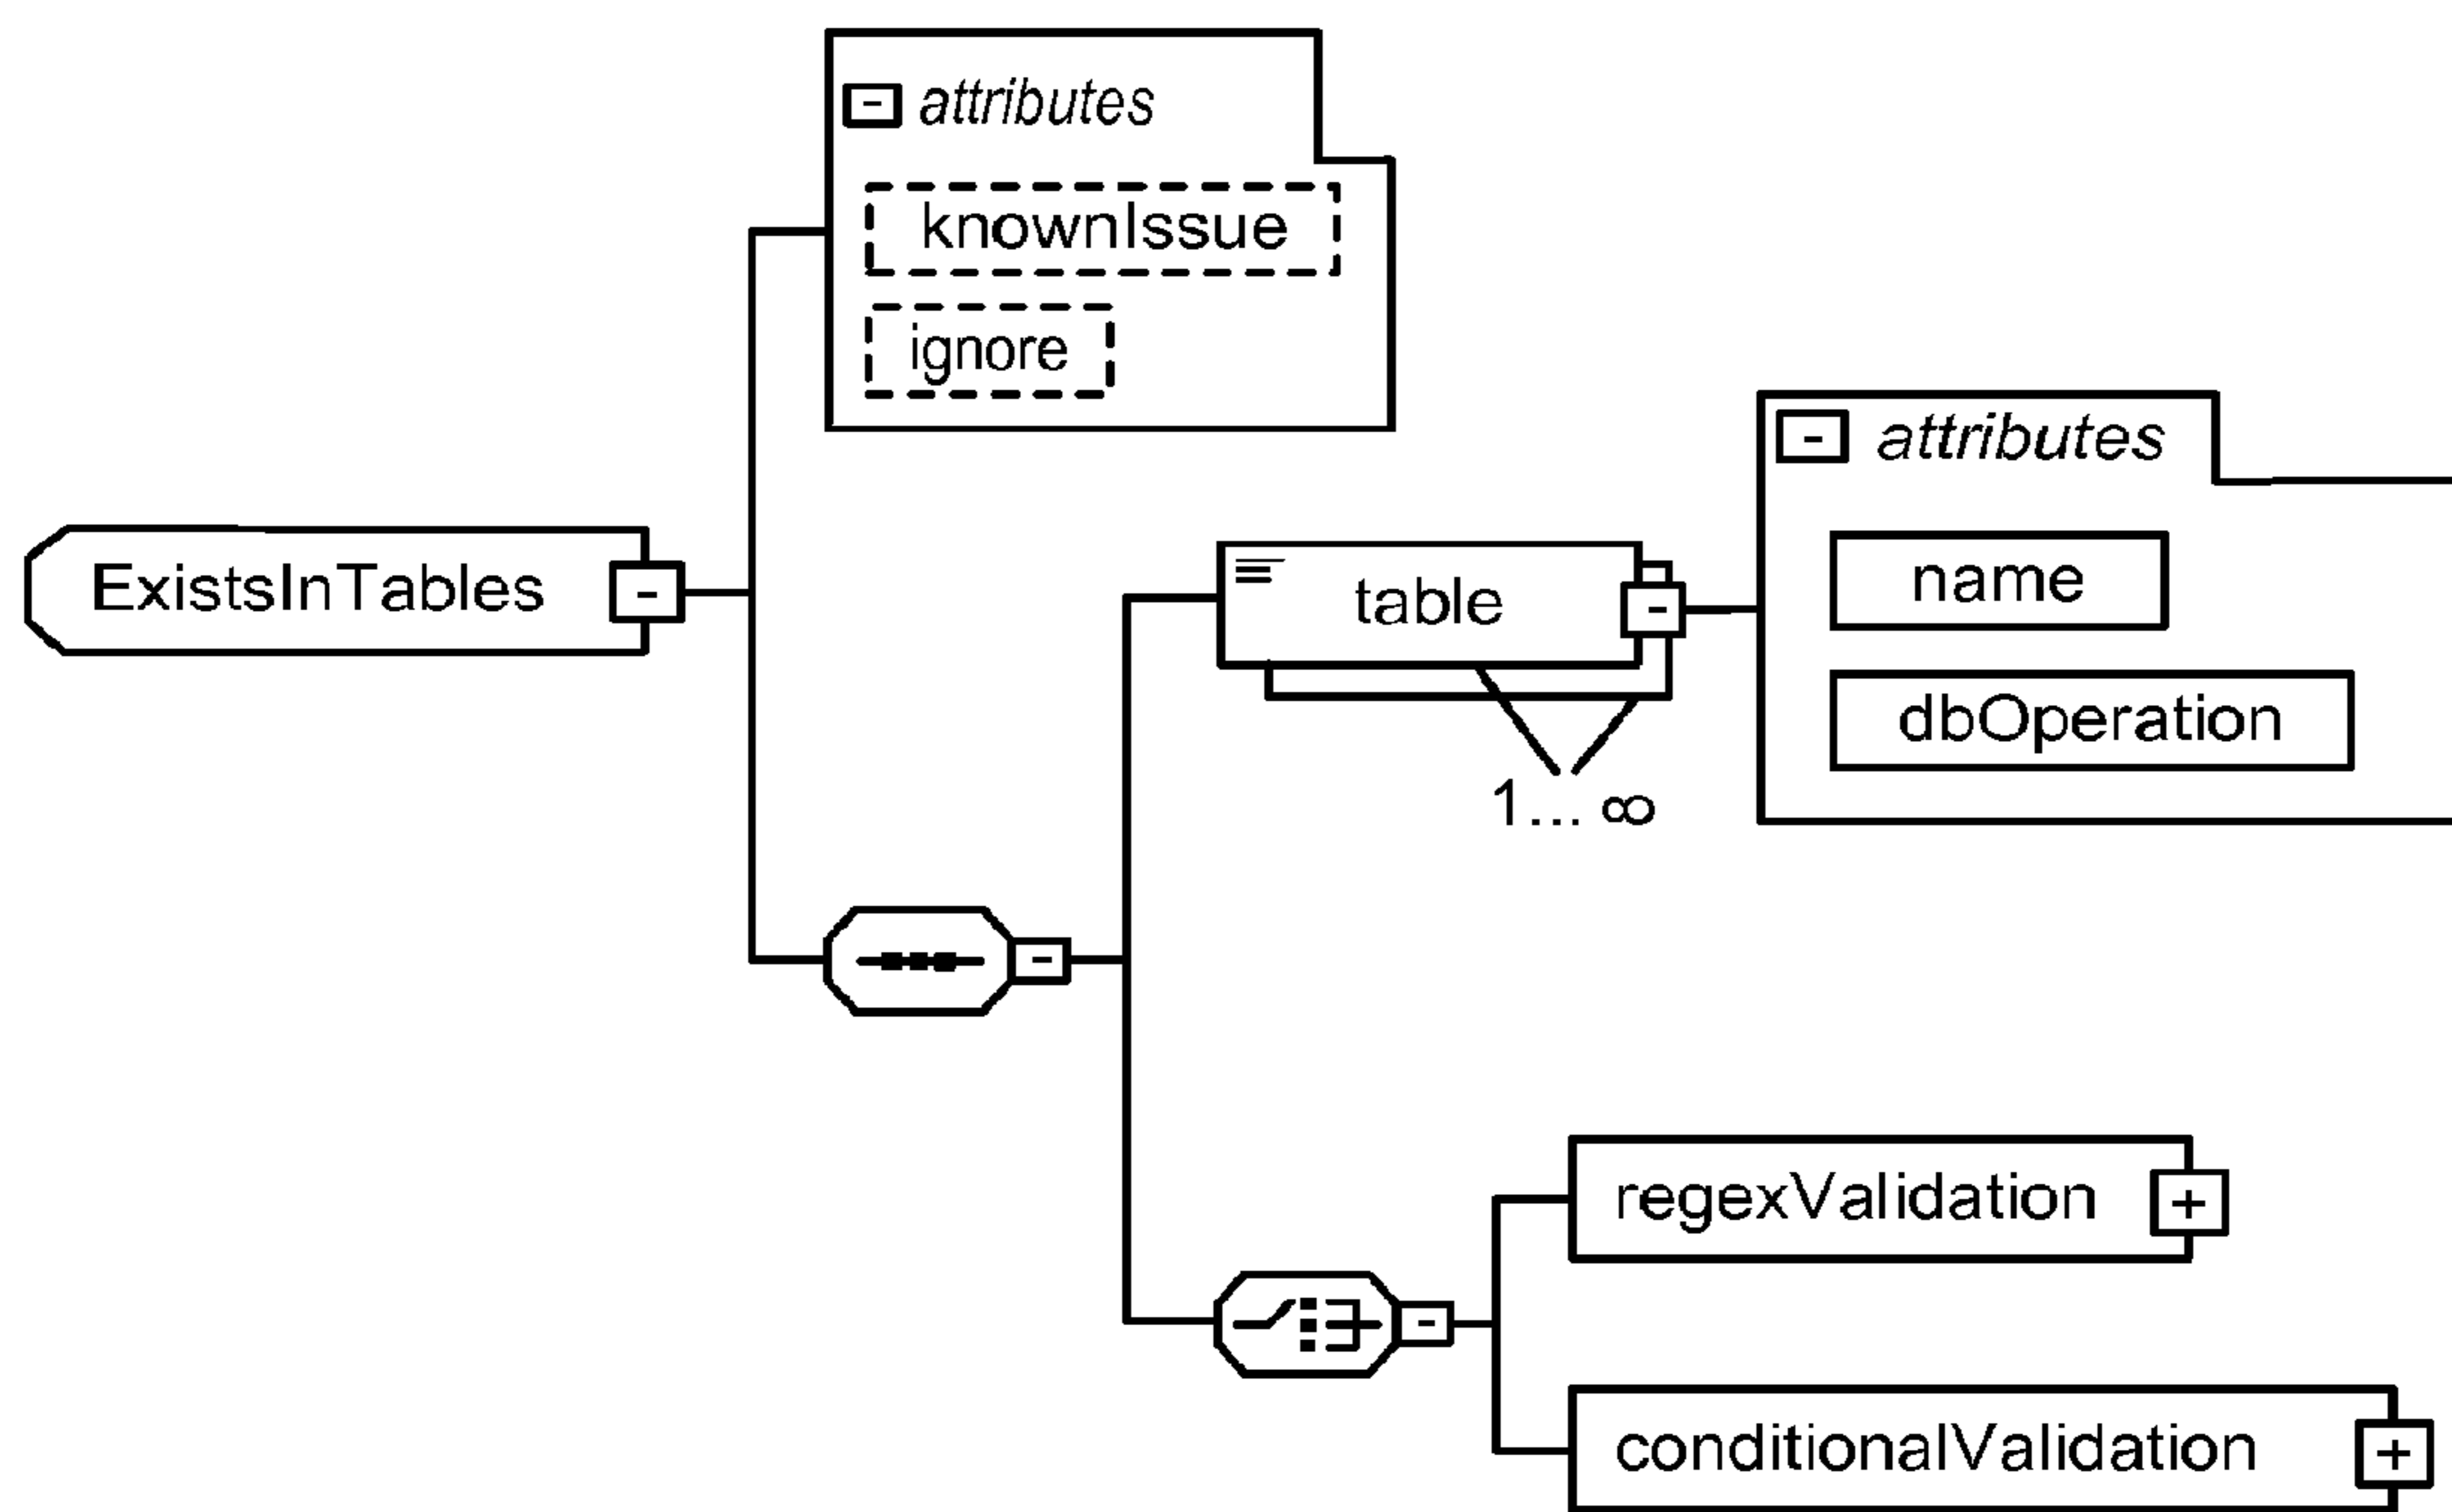 attributes
knownIssue
ignore
ExistsInTables
table
1... ∞
attributes
name
dbOperation
regexValidation
conditionalValidation